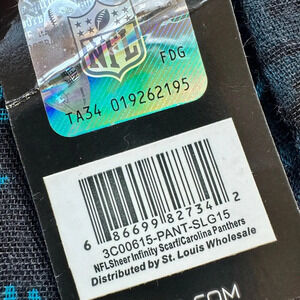 NFL
FDG
TA34 019262195
6 86699 82734 2
3C00615-PANT-SLG15
NFLSheer Infinity Scarf/Carolina Panthers
Distributed by St. Louis Wholesale
.COM